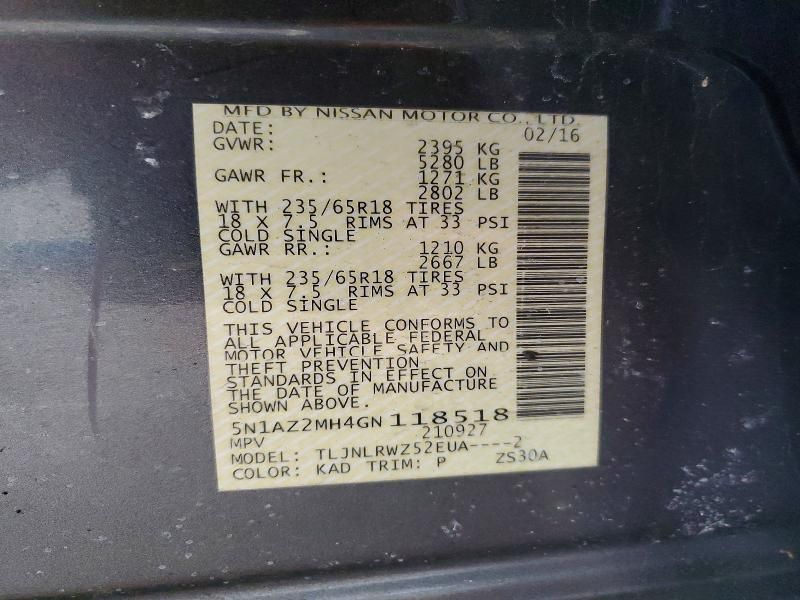 MFD BY NISSAN MOTOR CO., LTD.
DATE: 02/16
GVWR: 2395 KG
5280 LB
GAWR FR.: 1271 KG
2802 LB
WITH 235/65R18 TIRES
18 X 7.5 RIMS AT 33 PSI
COLD SINGLE
GAWR RR.: 1210 KG
2667 LB
WITH 235/65R18 TIRES
18 X 7.5 RIMS AT 33 PSI
COLD SINGLE
THIS VEHICLE CONFORMS TO
ALL APPLICABLE FEDERAL
MOTOR VEHICLE SAFETY AND
THEFT PREVENTION
STANDARDS IN EFFECT ON
THE DATE OF MANUFACTURE
SHOWN ABOVE.
5N1AZ2MH4GN118518
MPV 210927
MODEL: TLJNLRWZ52EUA----2
COLOR: KAD TRIM: P ZS30A